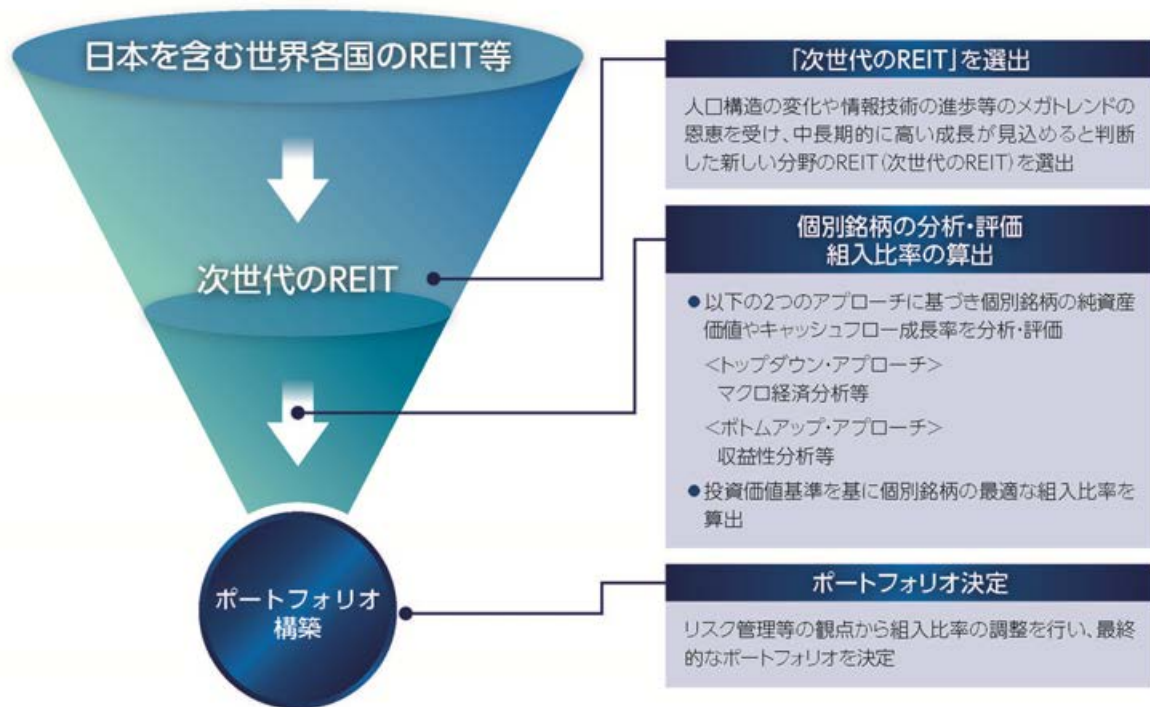 日本を含む世界各国のREIT等
次世代のREIT
ポートフォリオ
構築
「次世代のREIT」を選出
人口構造の変化や情報技術の進歩等のメガトレンドの
恩恵を受け、中長期的に高い成長が見込めると判断
した新しい分野のREIT(次世代のREIT)を選出
個別銘柄の分析・評価
組入比率の算出
●以下の2つのアプローチに基づき個別銘柄の純資産
価値やキャッシュフロー成長率を分析・評価
<トップダウン・アプローチ>
マクロ経済分析等
<ボトムアップ・アプローチ>
収益性分析等
●投資価値基準を基に個別銘柄の最適な組入比率を
算出
ポートフォリオ決定
リスク管理等の観点から組入比率の調整を行い、最終
的なポートフォリオを決定